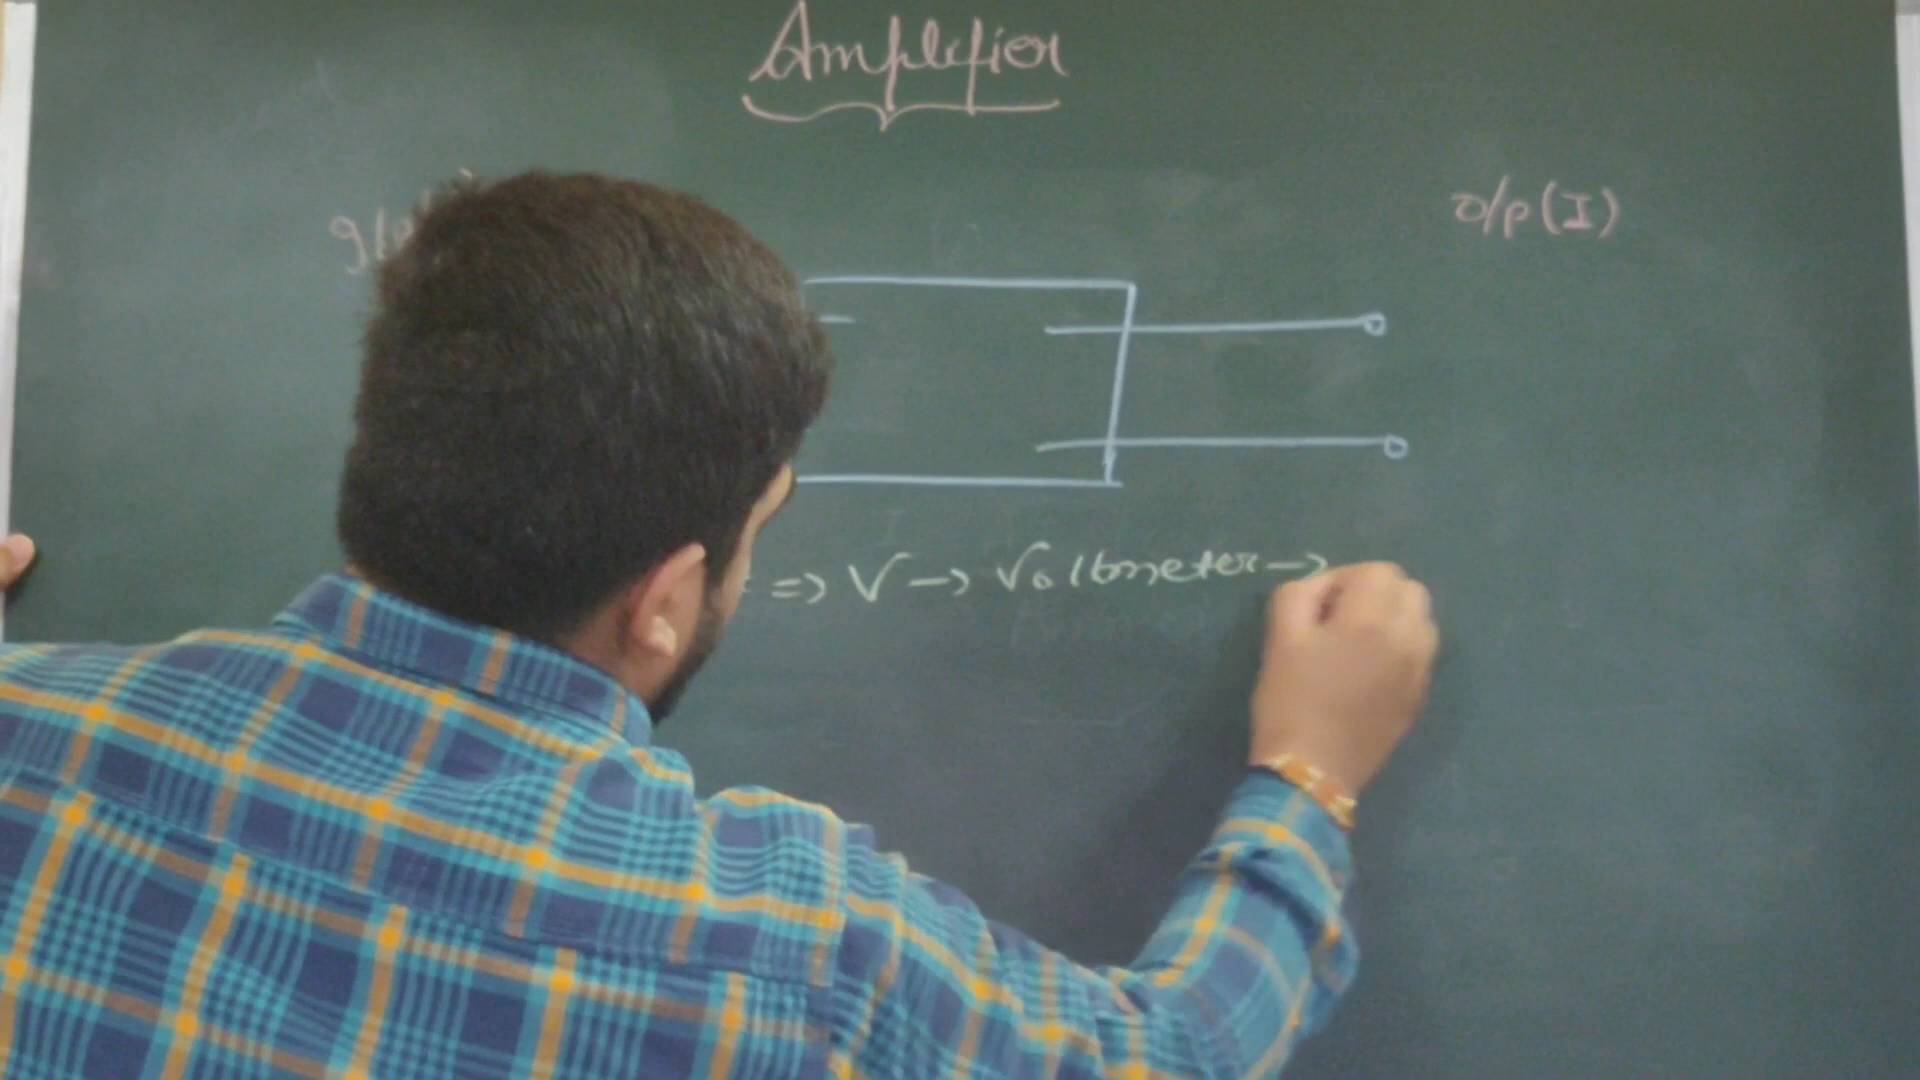 Amplifier
o/p (I)
=> V -> Voltmeter ->